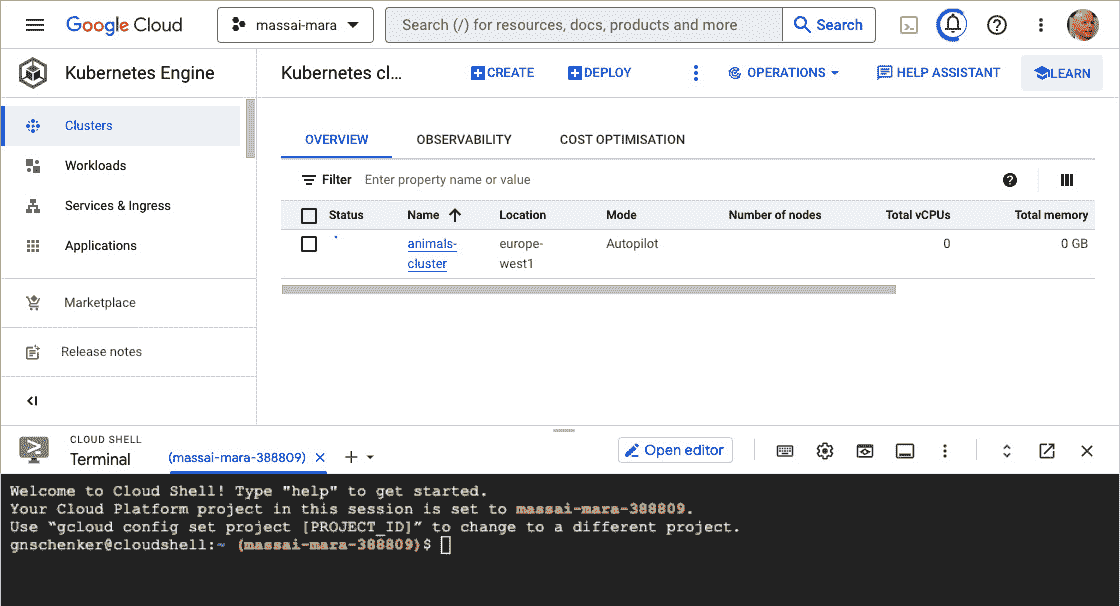 Google Cloud
massai-mara
Search (/) for resources, docs, products and more
Search
Kubernetes Engine
Kubernetes cl...
CREATE
DEPLOY
OPERATIONS
HELP ASSISTANT
LEARN
Clusters
Workloads
Services & Ingress
Applications
Marketplace
Release notes
OVERVIEW
OBSERVABILITY
COST OPTIMISATION
Filter
Enter property name or value
Status
Name
Location
Mode
Number of nodes
Total vCPUs
Total memory
animals-
cluster
europe-
west1
Autopilot
0
0 GB
CLOUD SHELL
Terminal
(massai-mara-388809)
Open editor
Welcome to Cloud Shell! Type "help" to get started.
Your Cloud Platform project in this session is set to massai-mara-388809.
Use “gcloud config set project [PROJECT_ID]” to change to a different project.
gnschenker@cloudshell:~ (massai-mara-388809)$